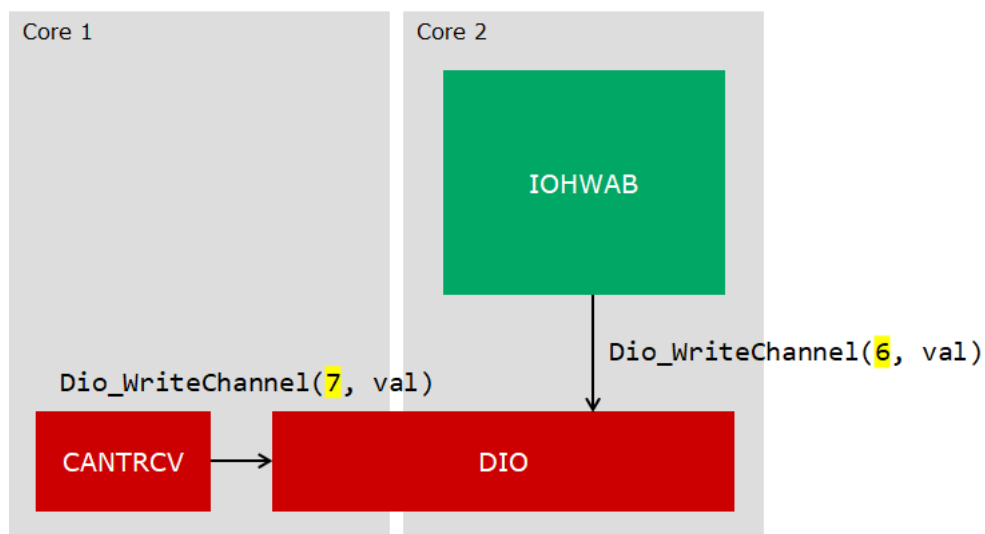 Core 1
Core 2
IOHWAB
Dio_WriteChannel(6, val)
Dio_WriteChannel(7, val)
CANTRCV
DIO